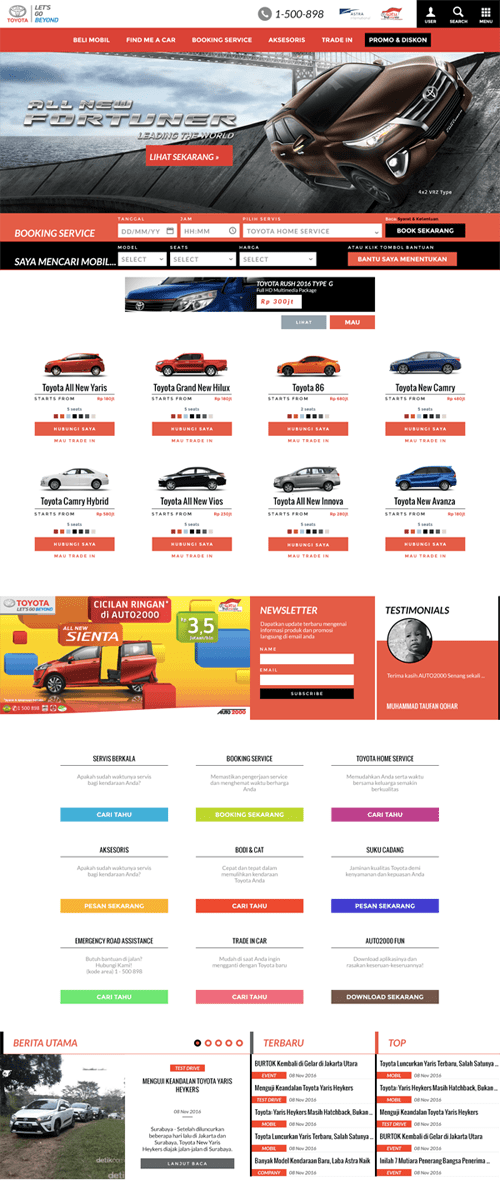 TOYOTA
LET'S
GO
BEYOND
1-500-898
ASTRA
USER
SEARCH
MENU
BELI MOBIL
FIND ME A CAR
BOOKING SERVICE
AKSESORIS
TRADE IN
PROMO & DISKON
ALL NEW
FORTUNER
LEADING THE WORLD
LIHAT SEKARANG »
4x2 VRZ Type
BOOKING SERVICE
TANGGAL
DD/MM/YY
JAM
HH:MM
PILIH SERVIS
TOYOTA HOME SERVICE
Baca Syarat & Ketentuan
BOOK SEKARANG
SAYA MENCARI MOBIL...
MODEL
SELECT
SEATS
SELECT
HARGA
SELECT
ATAU KLIK TOMBOL BANTUAN
BANTU SAYA MENENTUKAN
TOYOTA RUSH 2016 TYPE G
Full HD Multimedia Package
Rp 300jt
LIHAT
MAU
Toyota All New Yaris
STARTS FROM
5 seats
HUBUNGI SAYA
MAU TRADE IN
Toyota Grand New Hilux
STARTS FROM
5 seats
HUBUNGI SAYA
MAU TRADE IN
Toyota 86
STARTS FROM
HUBUNGI SAYA
MAU TRADE IN
Toyota New Camry
STARTS FROM
5 seats
HUBUNGI SAYA
MAU TRADE IN
Toyota Camry Hybrid
STARTS FROM
5 seats
HUBUNGI SAYA
MAU TRADE IN
Toyota All New Vios
STARTS FROM
5 seats
HUBUNGI SAYA
MAU TRADE IN
Toyota All New Innova
STARTS FROM
HUBUNGI SAYA
MAU TRADE IN
Toyota New Avanza
STARTS FROM
HUBUNGI SAYA
MAU TRADE IN
TOYOTA
LET'S GO BEYOND
CICILAN RINGAN*
di AUTO2000
ALL NEW
SIENTA
Rp
3,5
1 500 898
AUTO2000
NEWSLETTER
Dapatkan update terbaru mengenai
informasi produk dan promosi
langsung di email anda
NAME
EMAIL
SUBSCRIBE
TESTIMONIALS
Terima kasih AUTO2000 Senang sekali ...
MUHAMMAD TAUFAN QOHAR
SERVIS BERKALA
Apakah sudah waktunya servis
bagi kendaraan Anda?
CARI TAHU
BOOKING SERVICE
Memastikan pengerjaan service
dan menghemat waktu berharga
Anda
BOOKING SEKARANG
TOYOTA HOME SERVICE
Memudahkan Anda serta waktu
bersama keluarga semakin
berkualitas
CARI TAHU
AKSESORIS
Apakah sudah waktunya servis
bagi kendaraan Anda?
PESAN SEKARANG
BODI & CAT
Cepat dan tepat dalam
memulihkan kendaraan
Toyota Anda
CARI TAHU
SUKU CADANG
Jaminan kualitas Toyota demi
kenyamanan dan kepuasan Anda
PESAN SEKARANG
EMERGENCY ROAD ASSISTANCE
Butuh bantuan di jalan?
Hubungi Kami!
(kode area) 1 - 500 898
CARI TAHU
TRADE IN CAR
Mudah di saat Anda ingin
mengganti dengan Toyota baru
CARI TAHU
AUTO2000 FUN
Download aplikasinya dan
rasakan keseruan keseruannya!
DOWNLOAD SEKARANG
BERITA UTAMA
TEST DRIVE
MENGUJI KEANDALAN TOYOTA YARIS
HEYKERS
08 Nov 2016
Surabaya - Setelah diluncurkan
beberapa hari lalu di Jakarta dan
Surabaya, Toyota New Yaris
Heykers diajak jalan-jalan di Surabaya.
LANJUT BACA
TERBARU
BURTOK Kembali di Gelar di Jakarta Utara
EVENT
08 Nov 2016
Menguji Keandalan Toyota Yaris Heykers
TEST DRIVE
08 Nov 2016
Toyota: Yaris Heykers Masih Hatchback, Bukan ...
MOBIL
08 Nov 2016
Toyota Luncurkan Yaris Terbaru, Salah Satunya ...
MOBIL
08 Nov 2016
Banyak Model Kendaraan Baru, Laba Astra Naik
COMPANY
08 Nov 2016
TOP
Toyota Luncurkan Yaris Terbaru, Salah Satunya ...
MOBIL
08 Nov 2016
Toyota: Yaris Heykers Masih Hatchback, Bukan ...
MOBIL
08 Nov 2016
Menguji Keandalan Toyota Yaris Heykers
TEST DRIVE
08 Nov 2016
BURTOK Kembali di Gelar di Jakarta Utara
EVENT
08 Nov 2016
Inilah 7 Mutiara Penerang Bangsa Penerima ...
EVENT
08 Nov 2016